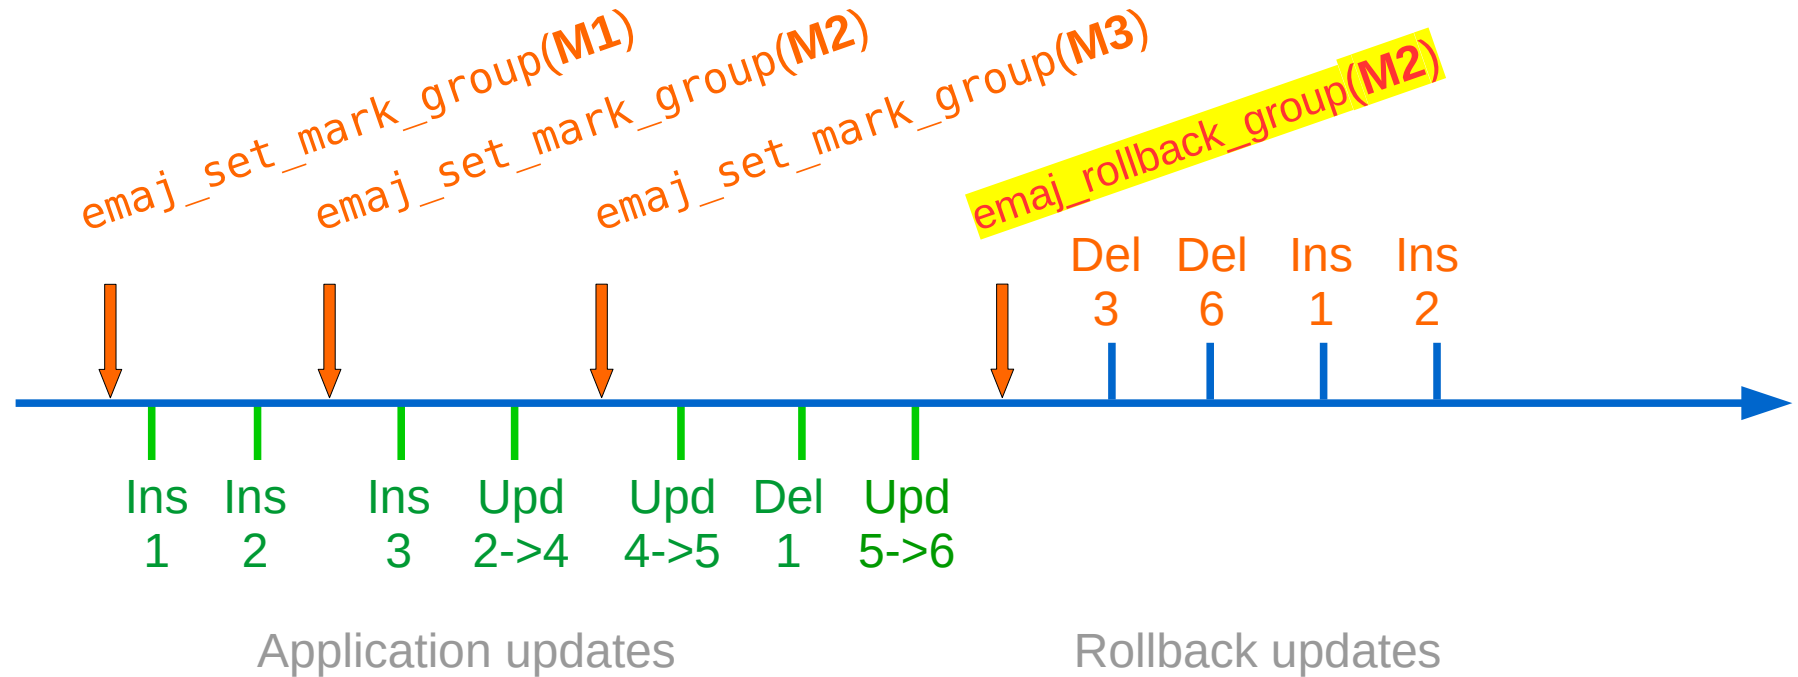 emaj_set_mark_group(M1)
emaj_set_mark_group(M2)
emaj_set_mark_group(M3)
emaj_rollback_group(M2)
Del Del Ins Ins
3 6 1 2
Ins Ins Ins Upd Upd Del Upd
1 2 3 2->4 4->5 1 5->6
Application updates Rollback updates